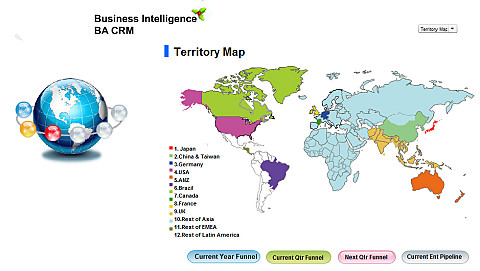 Business Intelligence
BA CRM
Territory Map
Territory Map
1. Japan
2.China & Taiwan
3.Germany
4.USA
5.ANZ
6.Brazil
7.Canada
8.France
9.UK
10.Rest of Asia
11.Rest of EMEA
12.Rest of Latin America
Current Year Funnel
Current Qtr Funnel
Next Qtr Funnel
Current Ent Pipeline